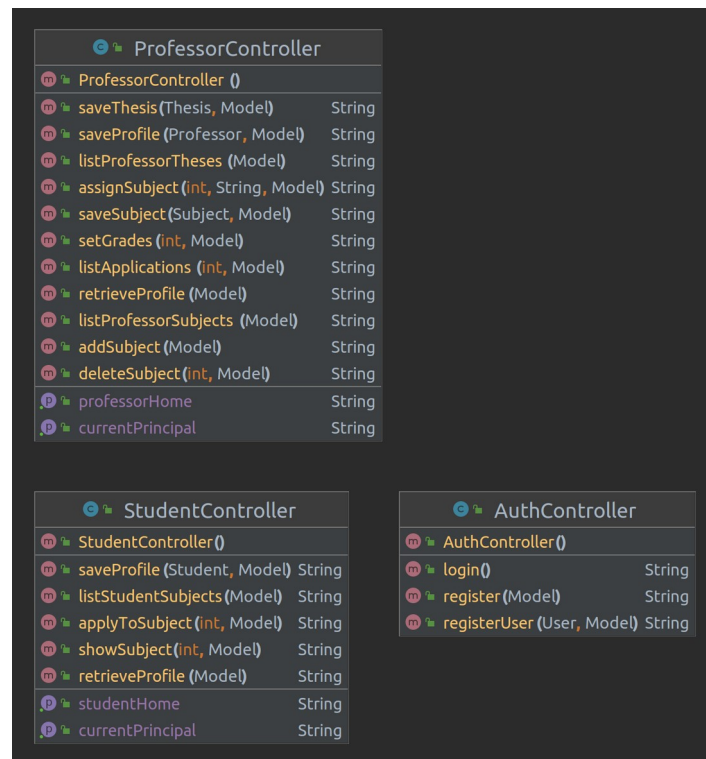 ProfessorController
ProfessorController ()
saveThesis(Thesis, Model) String
saveProfile (Professor, Model) String
listProfessorTheses (Model) String
assignSubject(int, String, Model) String
saveSubject(Subject, Model) String
setGrades (int, Model) String
listApplications (int, Model) String
retrieveProfile (Model) String
listProfessorSubjects (Model) String
addSubject(Model) String
deleteSubject(int, Model) String
professorHome String
currentPrincipal String
StudentController
StudentController()
saveProfile (Student, Model) String
listStudentSubjects(Model) String
applyToSubject(int, Model) String
showSubject(int, Model) String
retrieveProfile (Model) String
studentHome String
currentPrincipal String
AuthController
AuthController()
login() String
register(Model) String
registerUser(User, Model) String